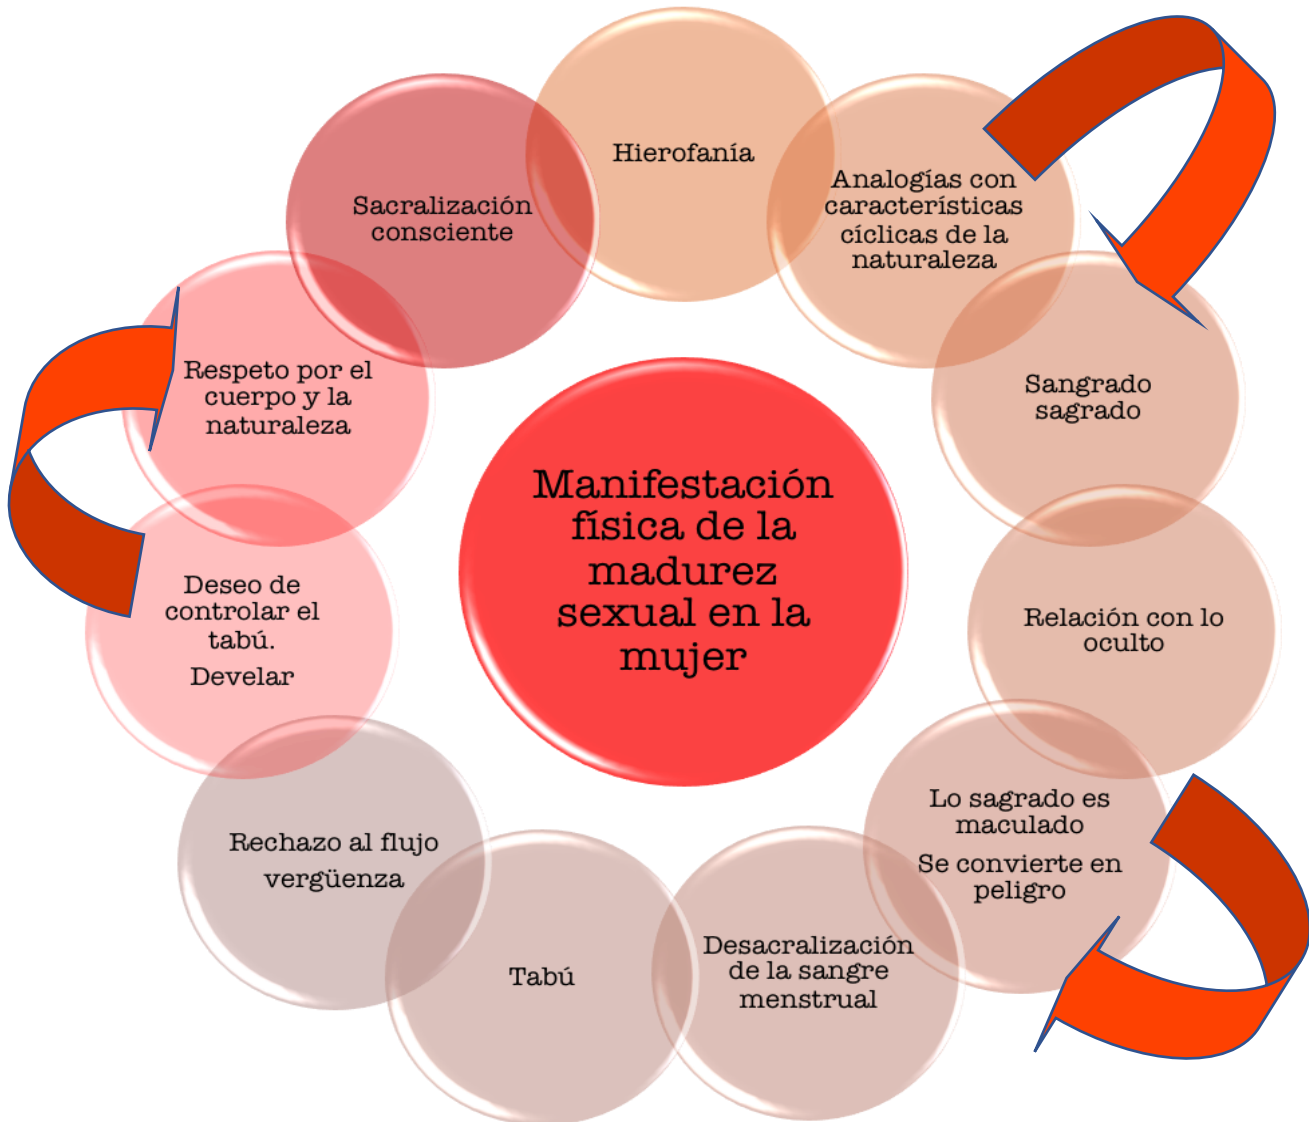 Hierofanía
Analogías con
características
cíclicas de la
naturaleza
Sangrado
sagrado
Relación con lo
oculto
Lo sagrado es
maculado
Se convierte en
peligro
Desacralización
de la sangre
menstrual
Tabú
Rechazo al flujo
vergüenza
Deseo de
controlar el
tabú.
Develar
Respeto por el
cuerpo y la
naturaleza
Sacralización
consciente
Manifestación
física de la
madurez
sexual en la
mujer